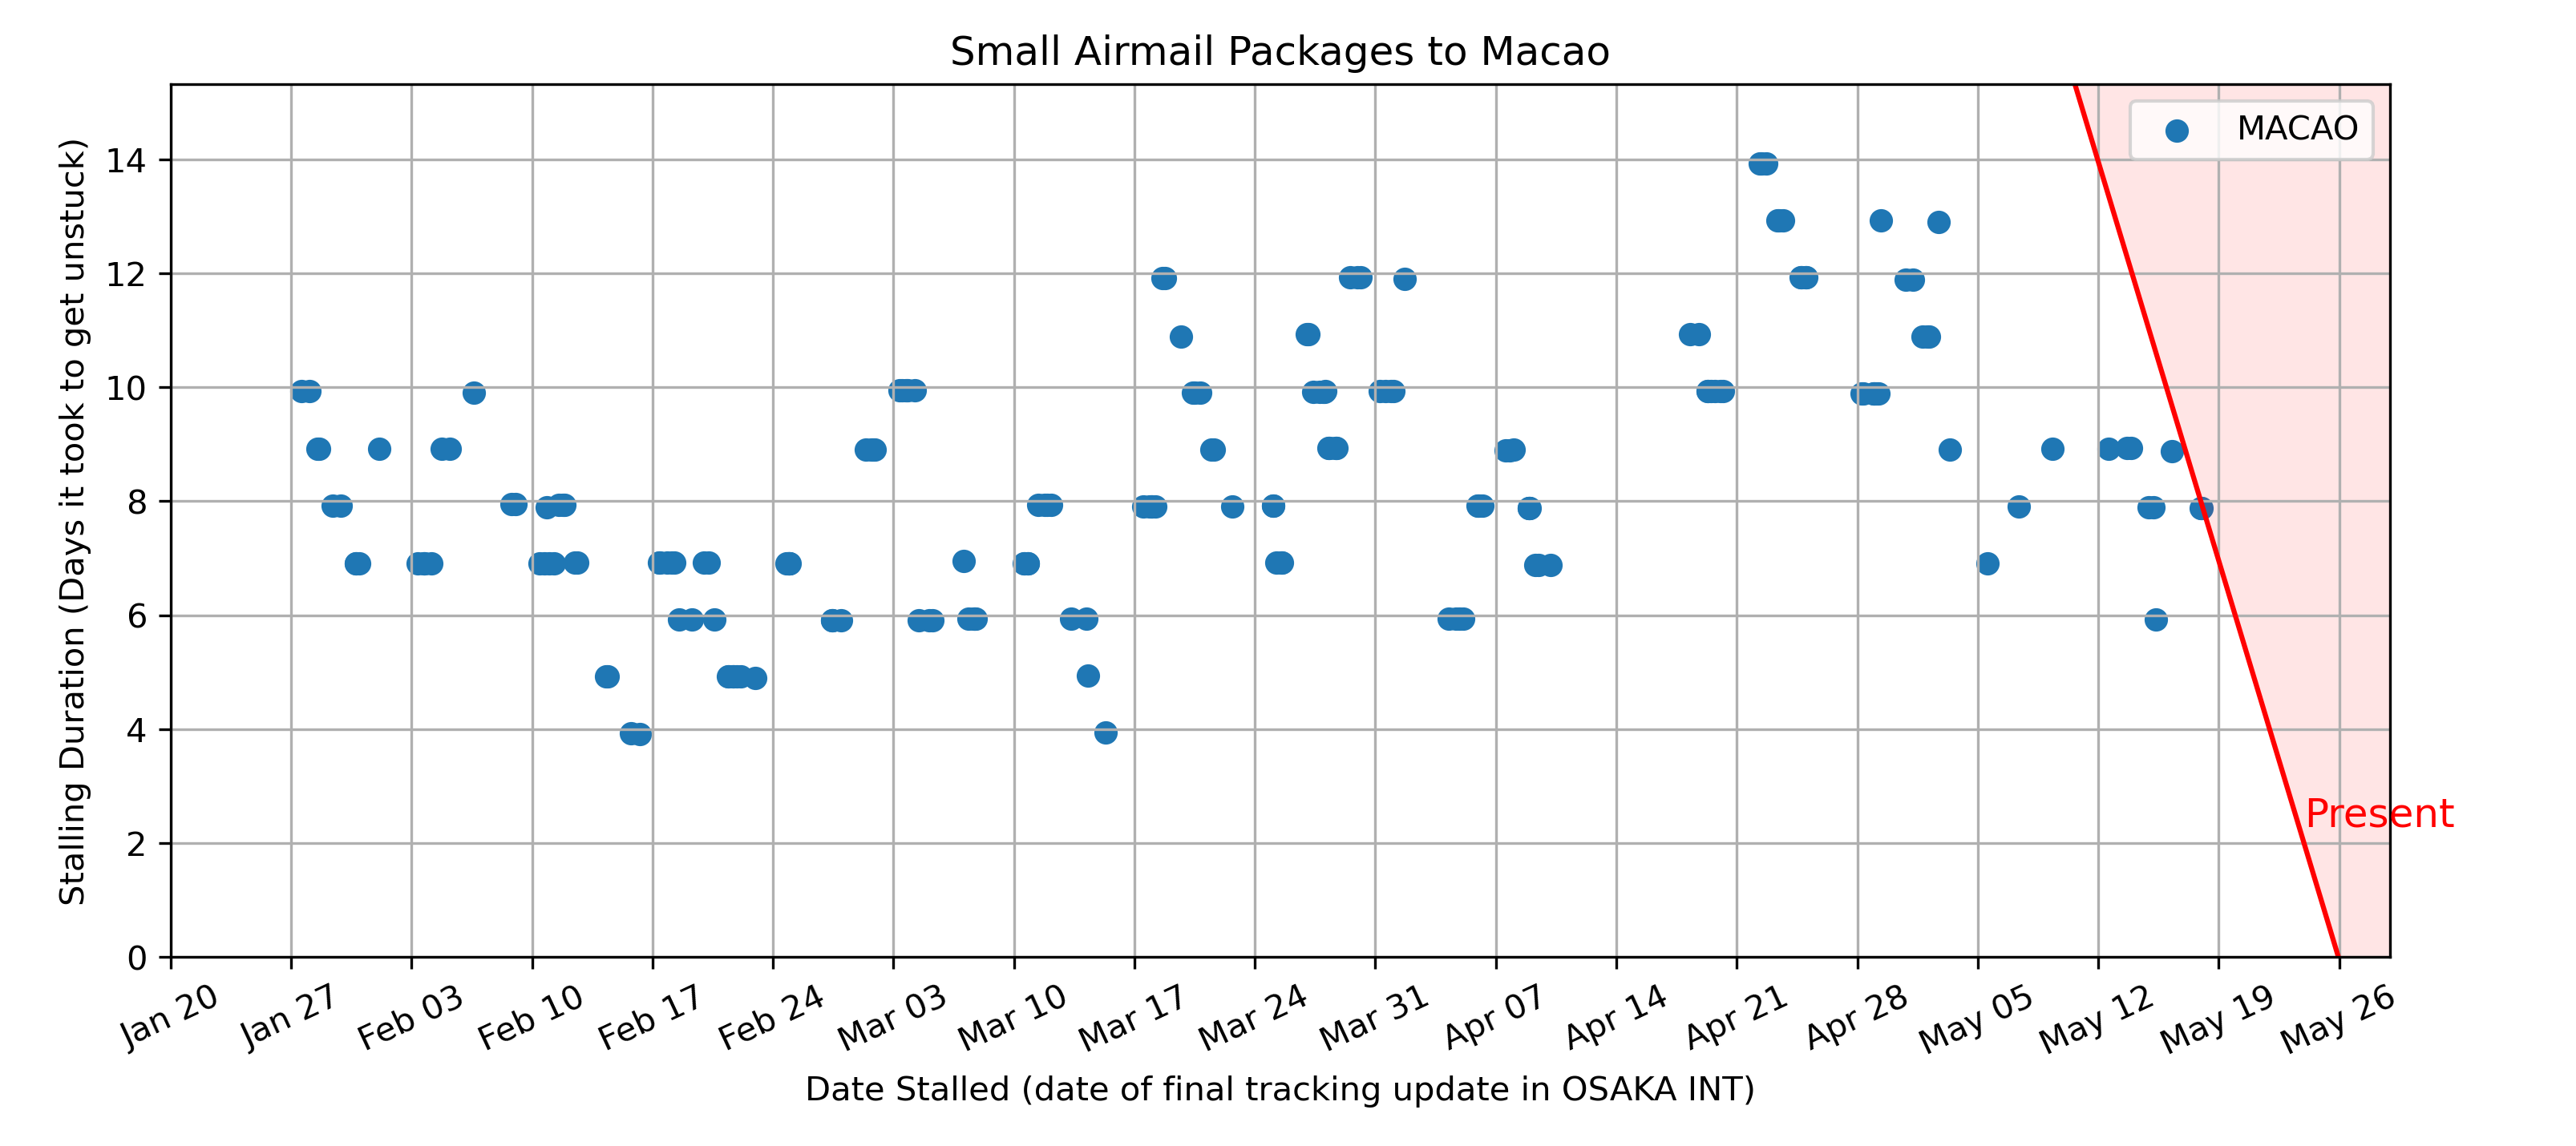 Small Airmail Packages to Macao
MACAO
Stalling Duration (Days it took to get unstuck)
14
12
10
8
6
4
2
0
Present
Jan 20
Jan 27
Feb 03
Feb 10
Feb 17
Feb 24
Mar 03
Mar 10
Mar 17
Mar 24
Mar 31
Apr 07
Apr 14
Apr 21
Apr 28
May 05
May 12
May 19
May 26
Date Stalled (date of final tracking update in OSAKA INT)